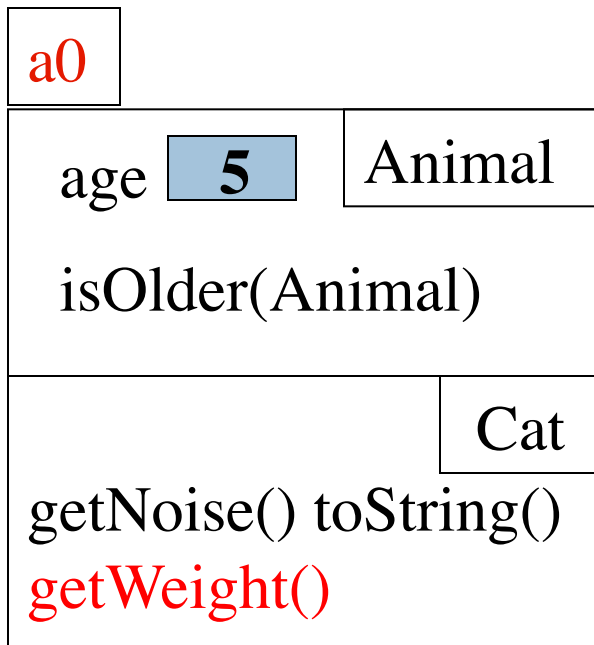 a0
age 5 Animal
isOlder(Animal)
Cat
getNoise() toString()
getWeight()